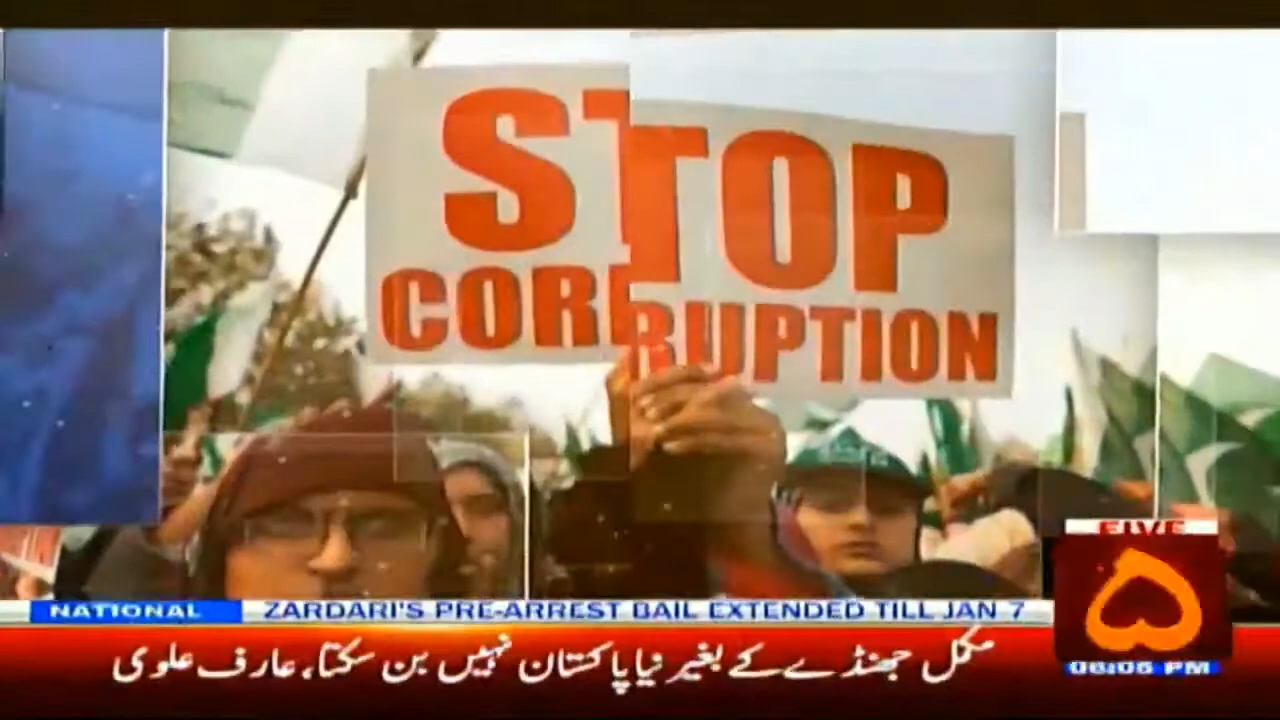 STOP
CORRUPTION
FIVE
۵
NATIONAL ZARDARI'S PRE-ARREST BAIL EXTENDED TILL JAN 7
مکمل جھنڈے کے بغیر نیا پاکستان نہیں بن سکتا، عارف علوی
06:05 PM